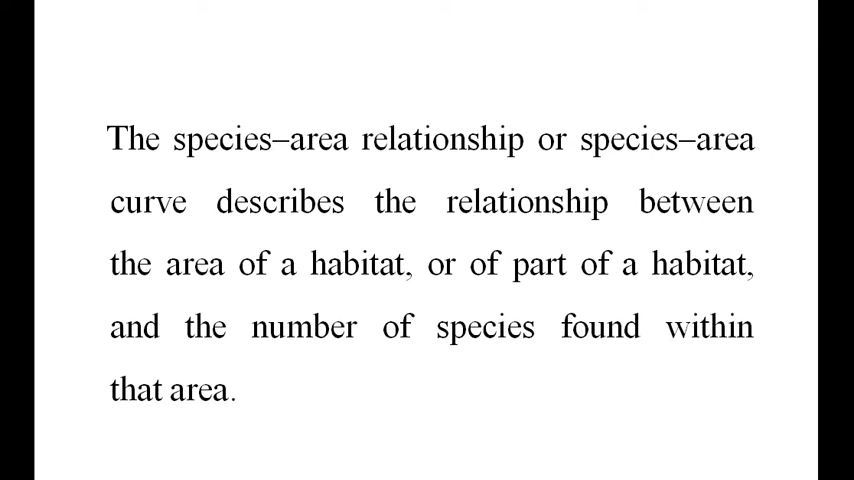 The species–area relationship or species–area
curve describes the relationship between
the area of a habitat, or of part of a habitat,
and the number of species found within
that area.